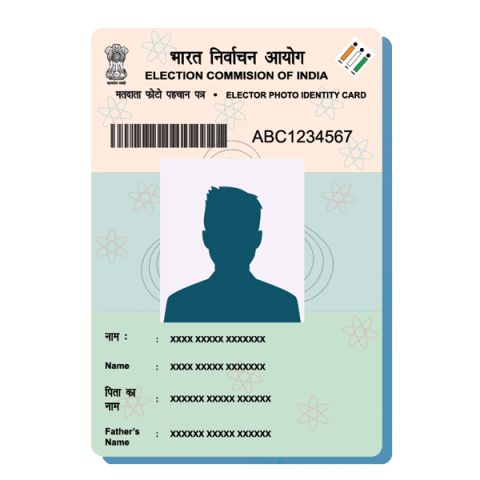 भारत निर्वाचन आयोग
ELECTION COMMISION OF INDIA
मतदाता फोटो पहचान पत्र • ELECTOR PHOTO IDENTITY CARD
ABC1234567
नाम : xxxx xxxxx xxxxxxx
Name : xxxx xxxxx xxxxxxx
पिता का
नाम : xxxxxx xxxxx xxxxxx
Father's
Name : xxxxxx xxxxx xxxxxx